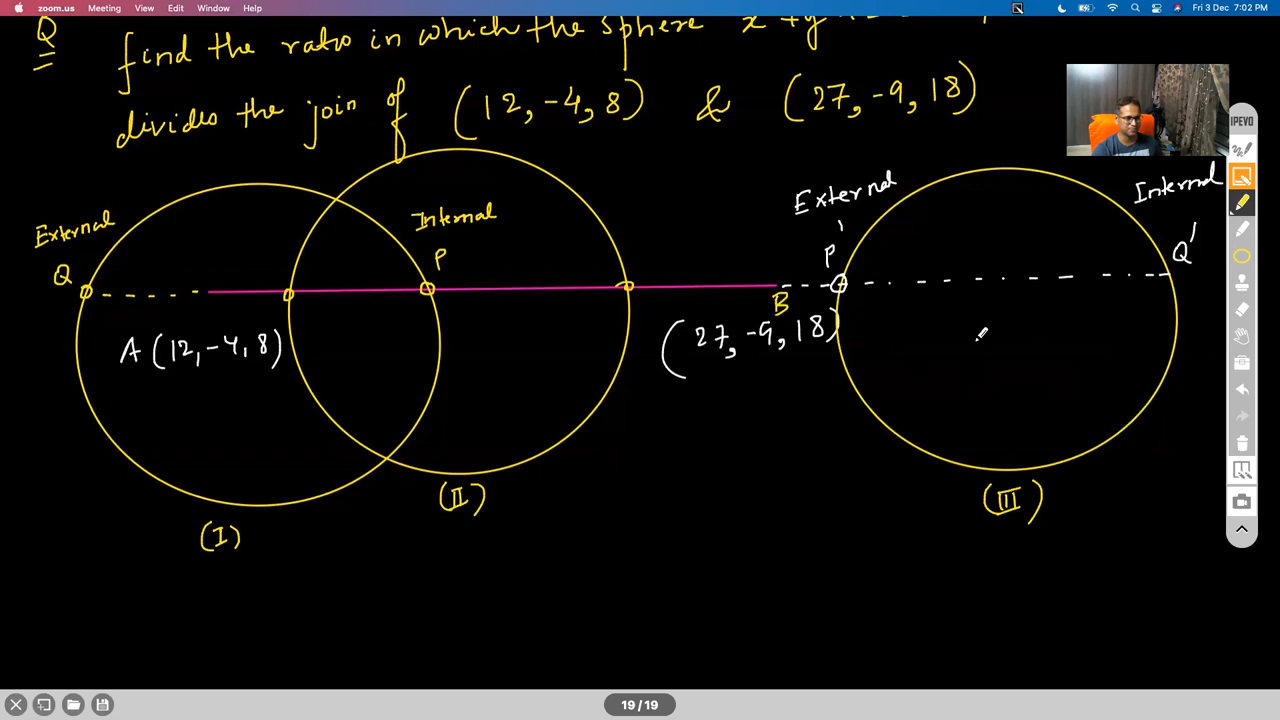 zoom.us Meeting View Edit Window Help Fri 3 Dec 7:02 PM
Q find the ratio in which the sphere
divides the join of (12, -4, 8) & (27, -9, 18)
IPEVO
External Internal External Internal
Q P P' Q'
B
A (12, -4, 8) (27, -9, 18)
(I) (II) (III)
19/19